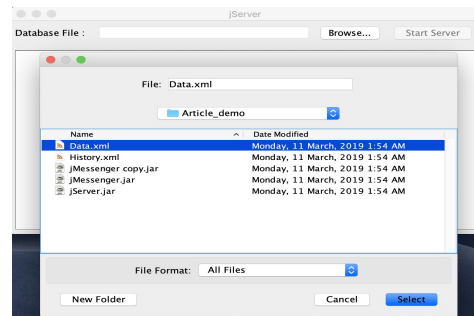 jServer
Database File : Browse... Start Server
File: Data.xml
Article_demo
Name Date Modified
Data.xml Monday, 11 March, 2019 1:54 AM
History.xml Monday, 11 March, 2019 1:54 AM
jMessenger copy.jar Monday, 11 March, 2019 1:54 AM
jMessenger.jar Monday, 11 March, 2019 1:54 AM
jServer.jar Monday, 11 March, 2019 1:54 AM
File Format: All Files
New Folder Cancel Select